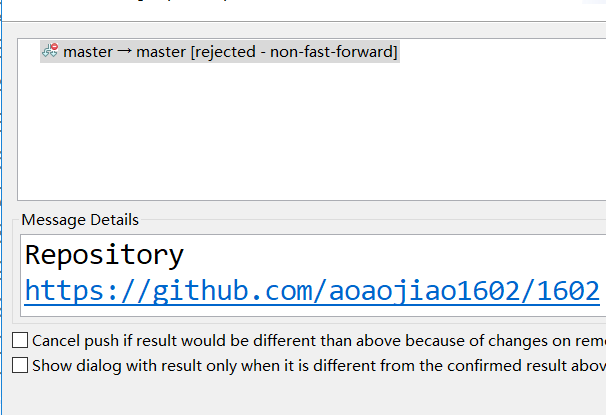 master → master [rejected - non-fast-forward]
Message Details
Repository
https://github.com/aoaojiao1602/1602
Cancel push if result would be different than above because of changes on
Show dialog with result only when it is different from the confirmed result